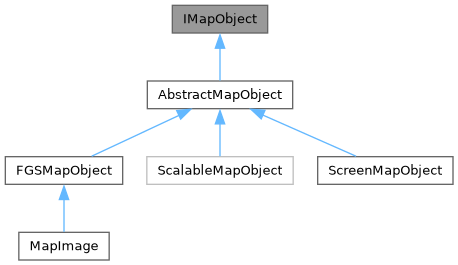 IMapObject
AbstractMapObject
FGSMapObject
ScalableMapObject
ScreenMapObject
MapImage